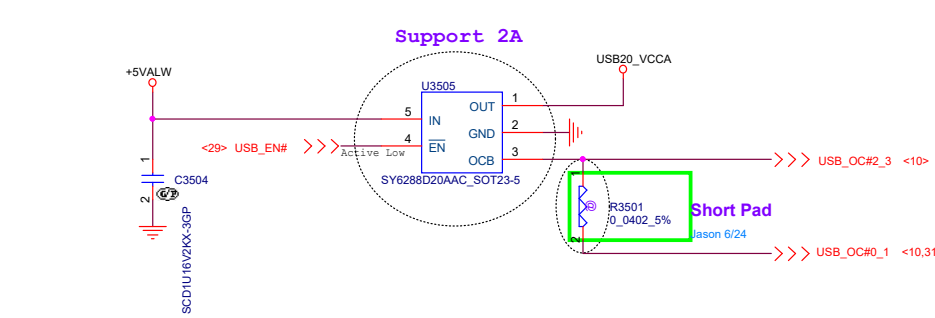 Support 2A
+5VALW
USB20_VCCA
U3505
5
IN
OUT
1
<29>
USB_EN#
Active Low
4
EN
GND
2
OCB
3
SY6288D20AAC_SOT23-5
USB_OC#2_3
<10>
1
C3504
2
SCD1U16V2KX-3GP
1
R3501
0_0402_5%
@
2
Short Pad
Jason 6/24
USB_OC#0_1
<10,31